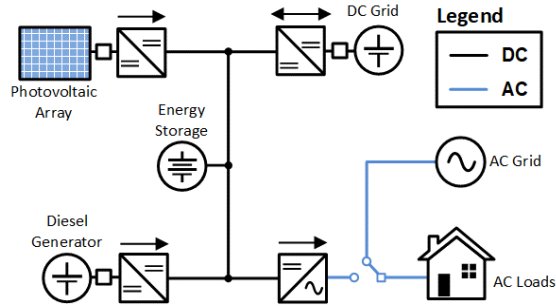 DC Grid
Legend
DC
AC
Photovoltaic
Array
Energy
Storage
AC Grid
Diesel
Generator
AC Loads